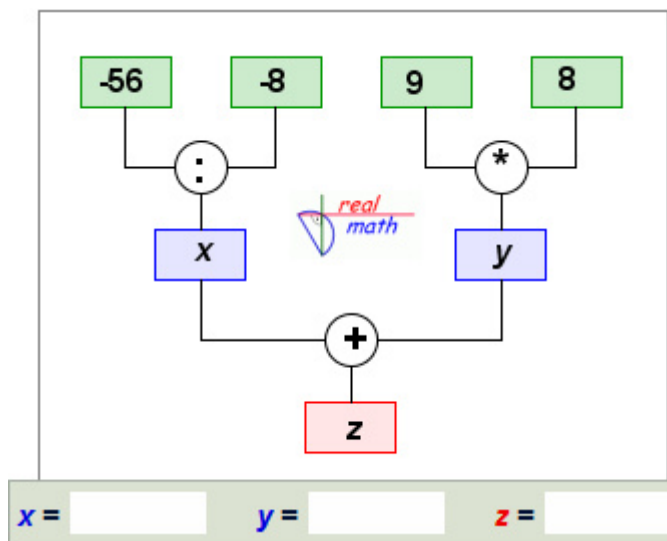 -56 -8 9 8
: *
real
math
x y
+
z
x = y = z =